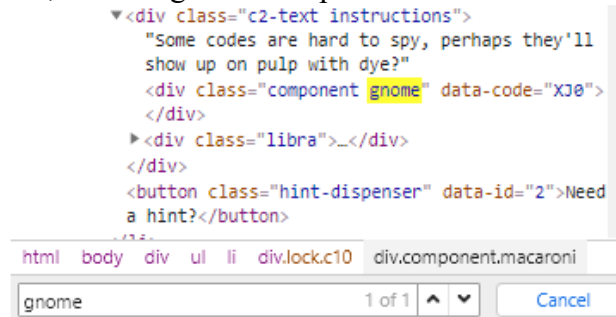 ▼<div class="c2-text instructions">
"Some codes are hard to spy, perhaps they'll
show up on pulp with dye?"
<div class="component gnome" data-code="XJ0">
</div>
▶<div class="libra">…</div>
</div>
<button class="hint-dispenser" data-id="2">Need
a hint?</button>
html body div ul li div.lock.c10 div.component.macaroni
gnome 1 of 1 Cancel